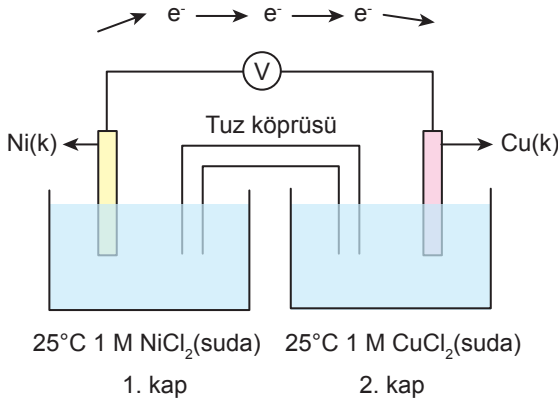 e⁻ e⁻ e⁻
V
Tuz köprüsü
Ni(k) Cu(k)
25°C 1 M NiCl₂(suda) 25°C 1 M CuCl₂(suda)
1. kap 2. kap